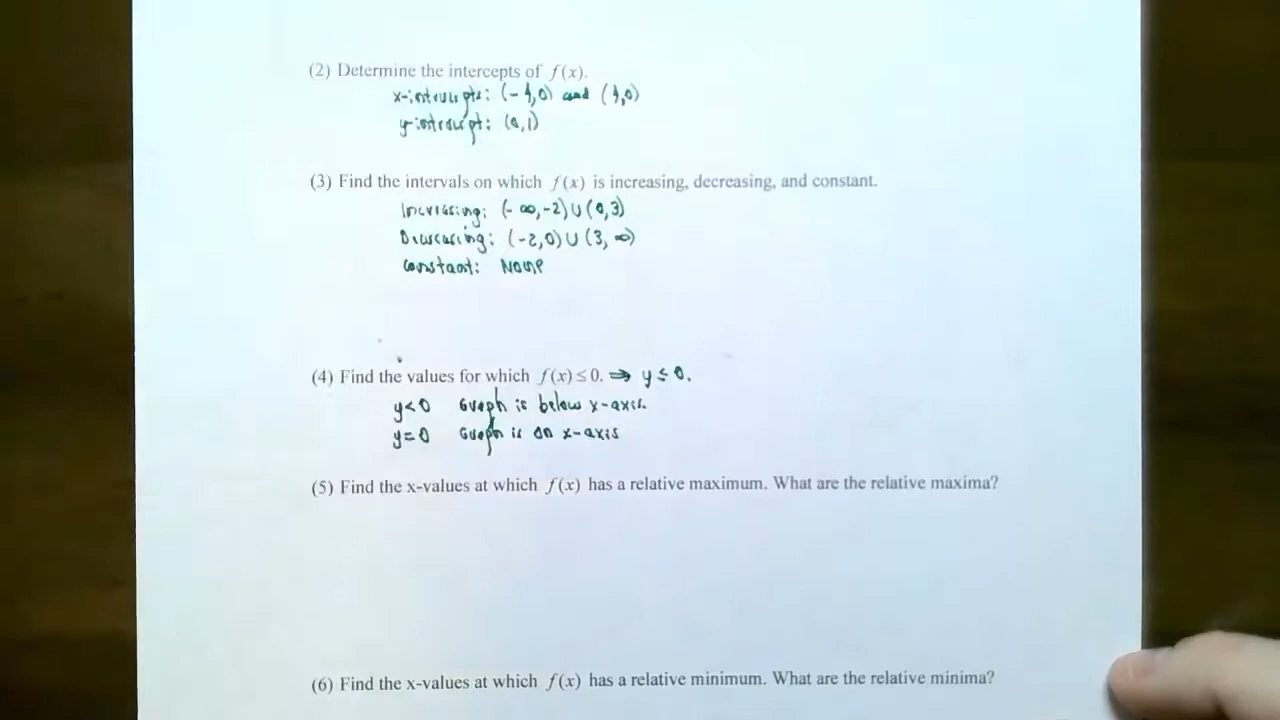 (2) Determine the intercepts of f(x).
x-intercepts: (-4,0) and (4,0)
y-intercept: (0,1)
(3) Find the intervals on which f(x) is increasing, decreasing, and constant.
Increasing: (-∞,-2)∪(0,3)
Decreasing: (-2,0)∪(3,∞)
Constant: None
(4) Find the values for which f(x)≤0. ⇒ y≤0.
y<0 Graph is below x-axis.
y=0 Graph is on x-axis
(5) Find the x-values at which f(x) has a relative maximum. What are the relative maxima?
(6) Find the x-values at which f(x) has a relative minimum. What are the relative minima?